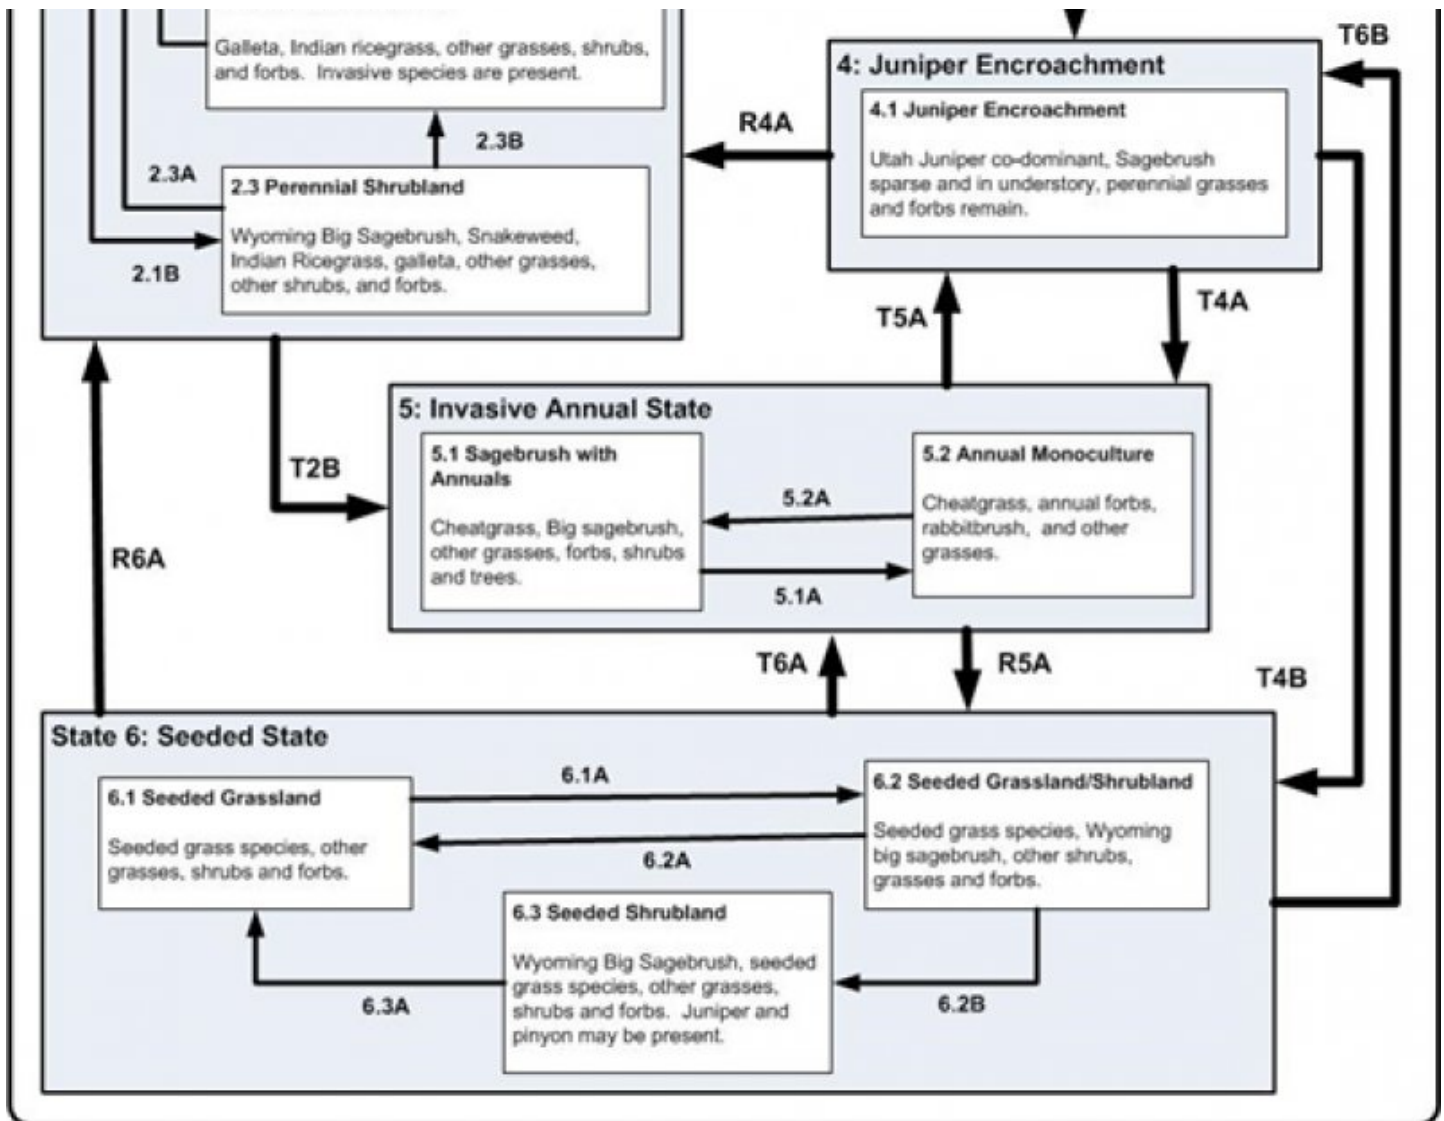 Galleta, Indian ricegrass, other grasses, shrubs,
and forbs. Invasive species are present.
2.3B
2.3A
2.3 Perennial Shrubland
Wyoming Big Sagebrush, Snakeweed,
Indian Ricegrass, galleta, other grasses,
other shrubs, and forbs.
2.1B
R4A
4: Juniper Encroachment
4.1 Juniper Encroachment
Utah Juniper co-dominant, Sagebrush
sparse and in understory, perennial grasses
and forbs remain.
T6B
T5A
T4A
T2B
R6A
5: Invasive Annual State
5.1 Sagebrush with
Annuals
Cheatgrass, Big sagebrush,
other grasses, forbs, shrubs
and trees.
5.2A
5.1A
5.2 Annual Monoculture
Cheatgrass, annual forbs,
rabbitbrush, and other
grasses.
T6A
R5A
T4B
State 6: Seeded State
6.1 Seeded Grassland
Seeded grass species, other
grasses, shrubs and forbs.
6.1A
6.2A
6.2 Seeded Grassland/Shrubland
Seeded grass species, Wyoming
big sagebrush, other shrubs,
grasses and forbs.
6.3 Seeded Shrubland
Wyoming Big Sagebrush, seeded
grass species, other grasses,
shrubs and forbs. Juniper and
pinyon may be present.
6.3A
6.2B